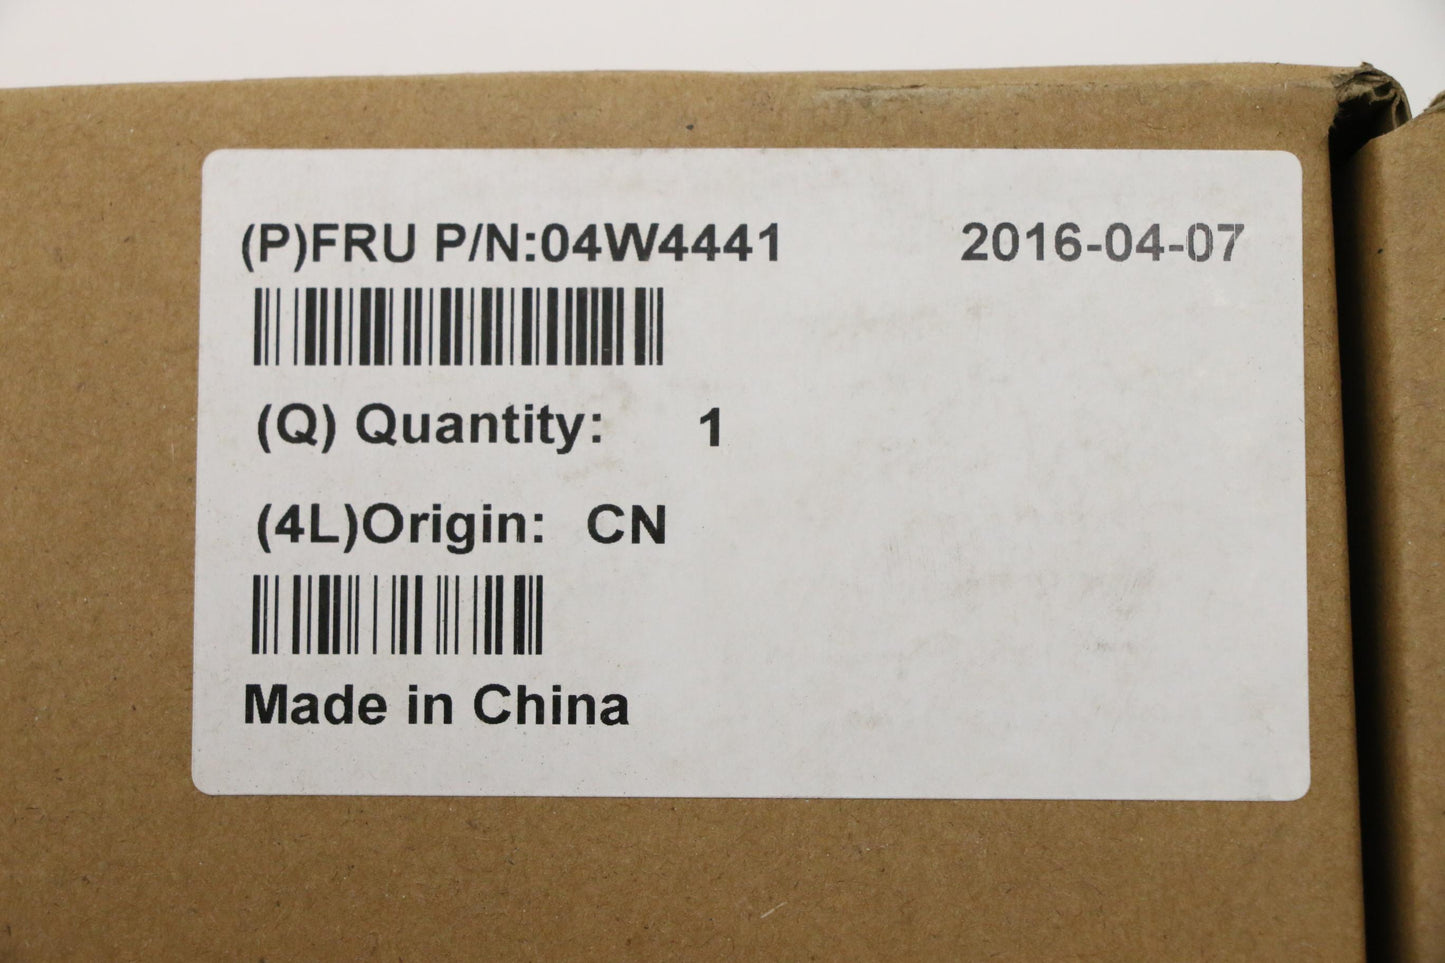 (P)FRU P/N:04W4441 2016-04-07
(Q) Quantity: 1
(4L)Origin: CN
Made in China